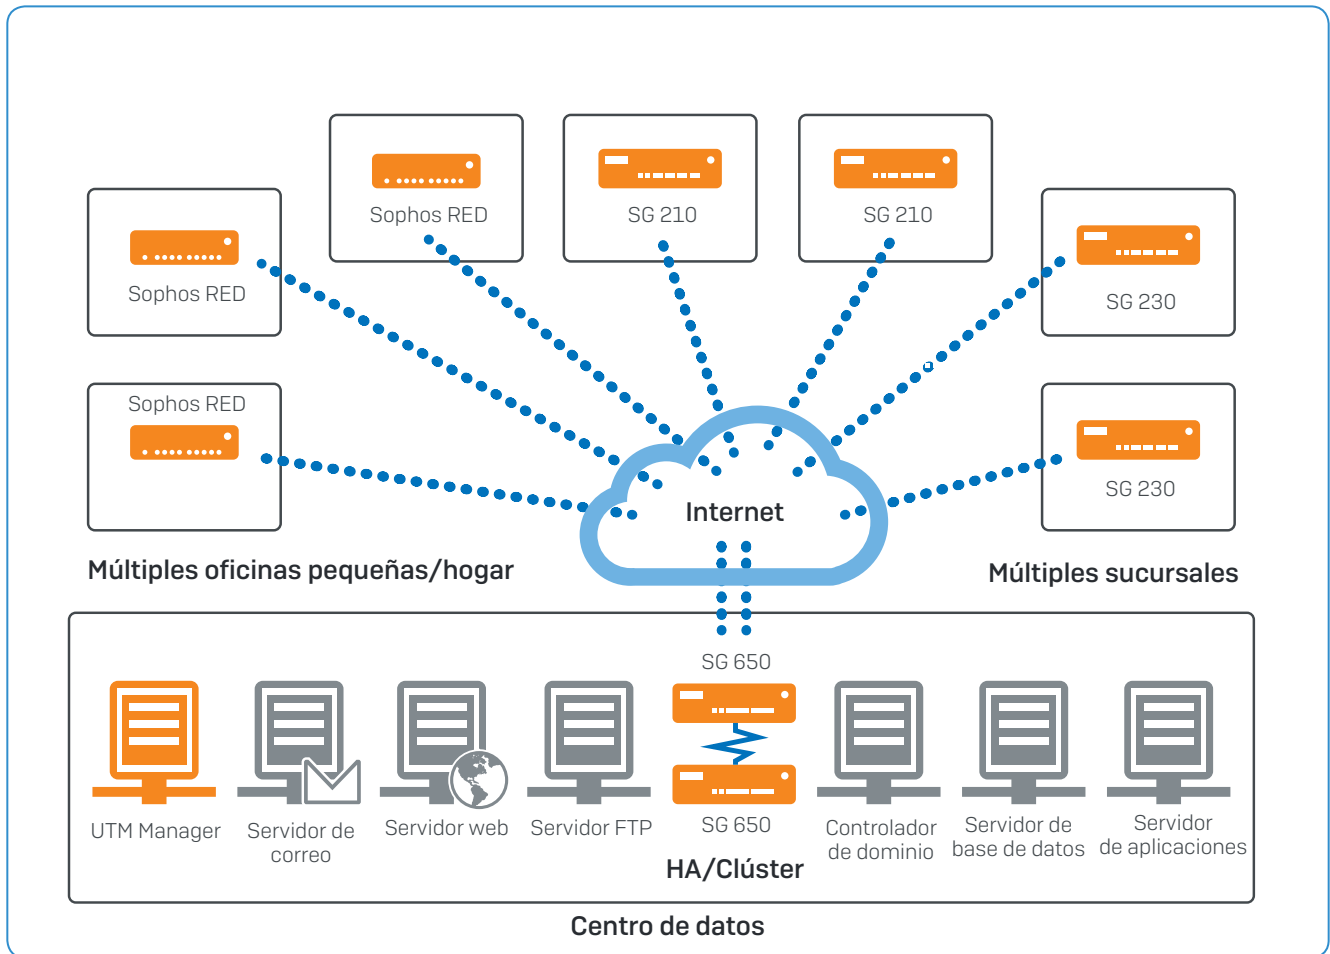 Sophos RED
SG 210
SG 210
Sophos RED
SG 230
Sophos RED
SG 230
Internet
Múltiples oficinas pequeñas/hogar
Múltiples sucursales
SG 650
UTM Manager
Servidor de
correo
Servidor web
Servidor FTP
SG 650
Controlador
de dominio
Servidor de
base de datos
Servidor
de aplicaciones
HA/Clúster
Centro de datos